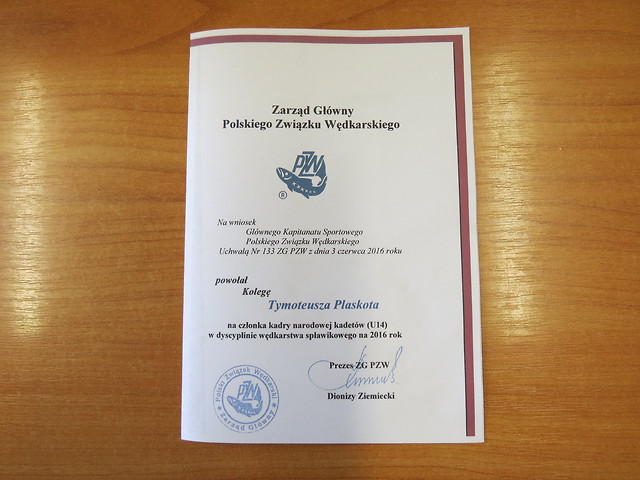 Zarząd Główny
Polskiego Związku Wędkarskiego
PZW
®
Na wniosek
Głównego Kapitanatu Sportowego
Polskiego Związku Wędkarskiego
Uchwałą Nr 133 ZG PZW z dnia 3 czerwca 2016 roku
powołał
Kolegę
Tymoteusza Plaskota
na członka kadry narodowej kadetów (U14)
w dyscyplinie wędkarstwa spławikowego na 2016 rok
Prezes ZG PZW
Dionizy Ziemiecki
Polski Związek Wędkarski
PZW
Zarząd Główny